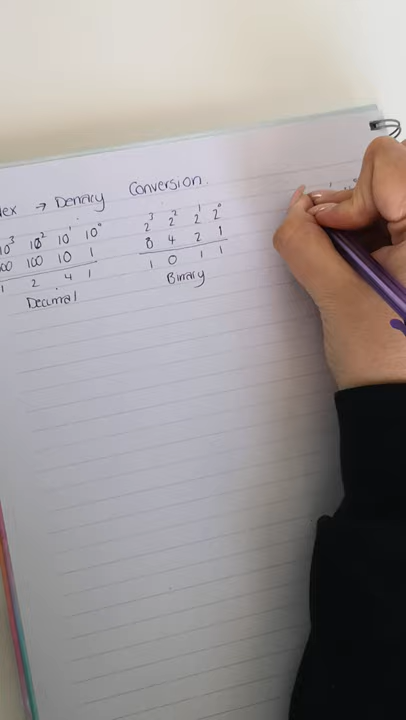 ex → Denary Conversion.
10³ 10² 10¹ 10⁰ 2³ 2² 2¹ 2⁰
00 100 10 1 8 4 2 1
1 2 4 1 1 0 1 1
Decimal Binary